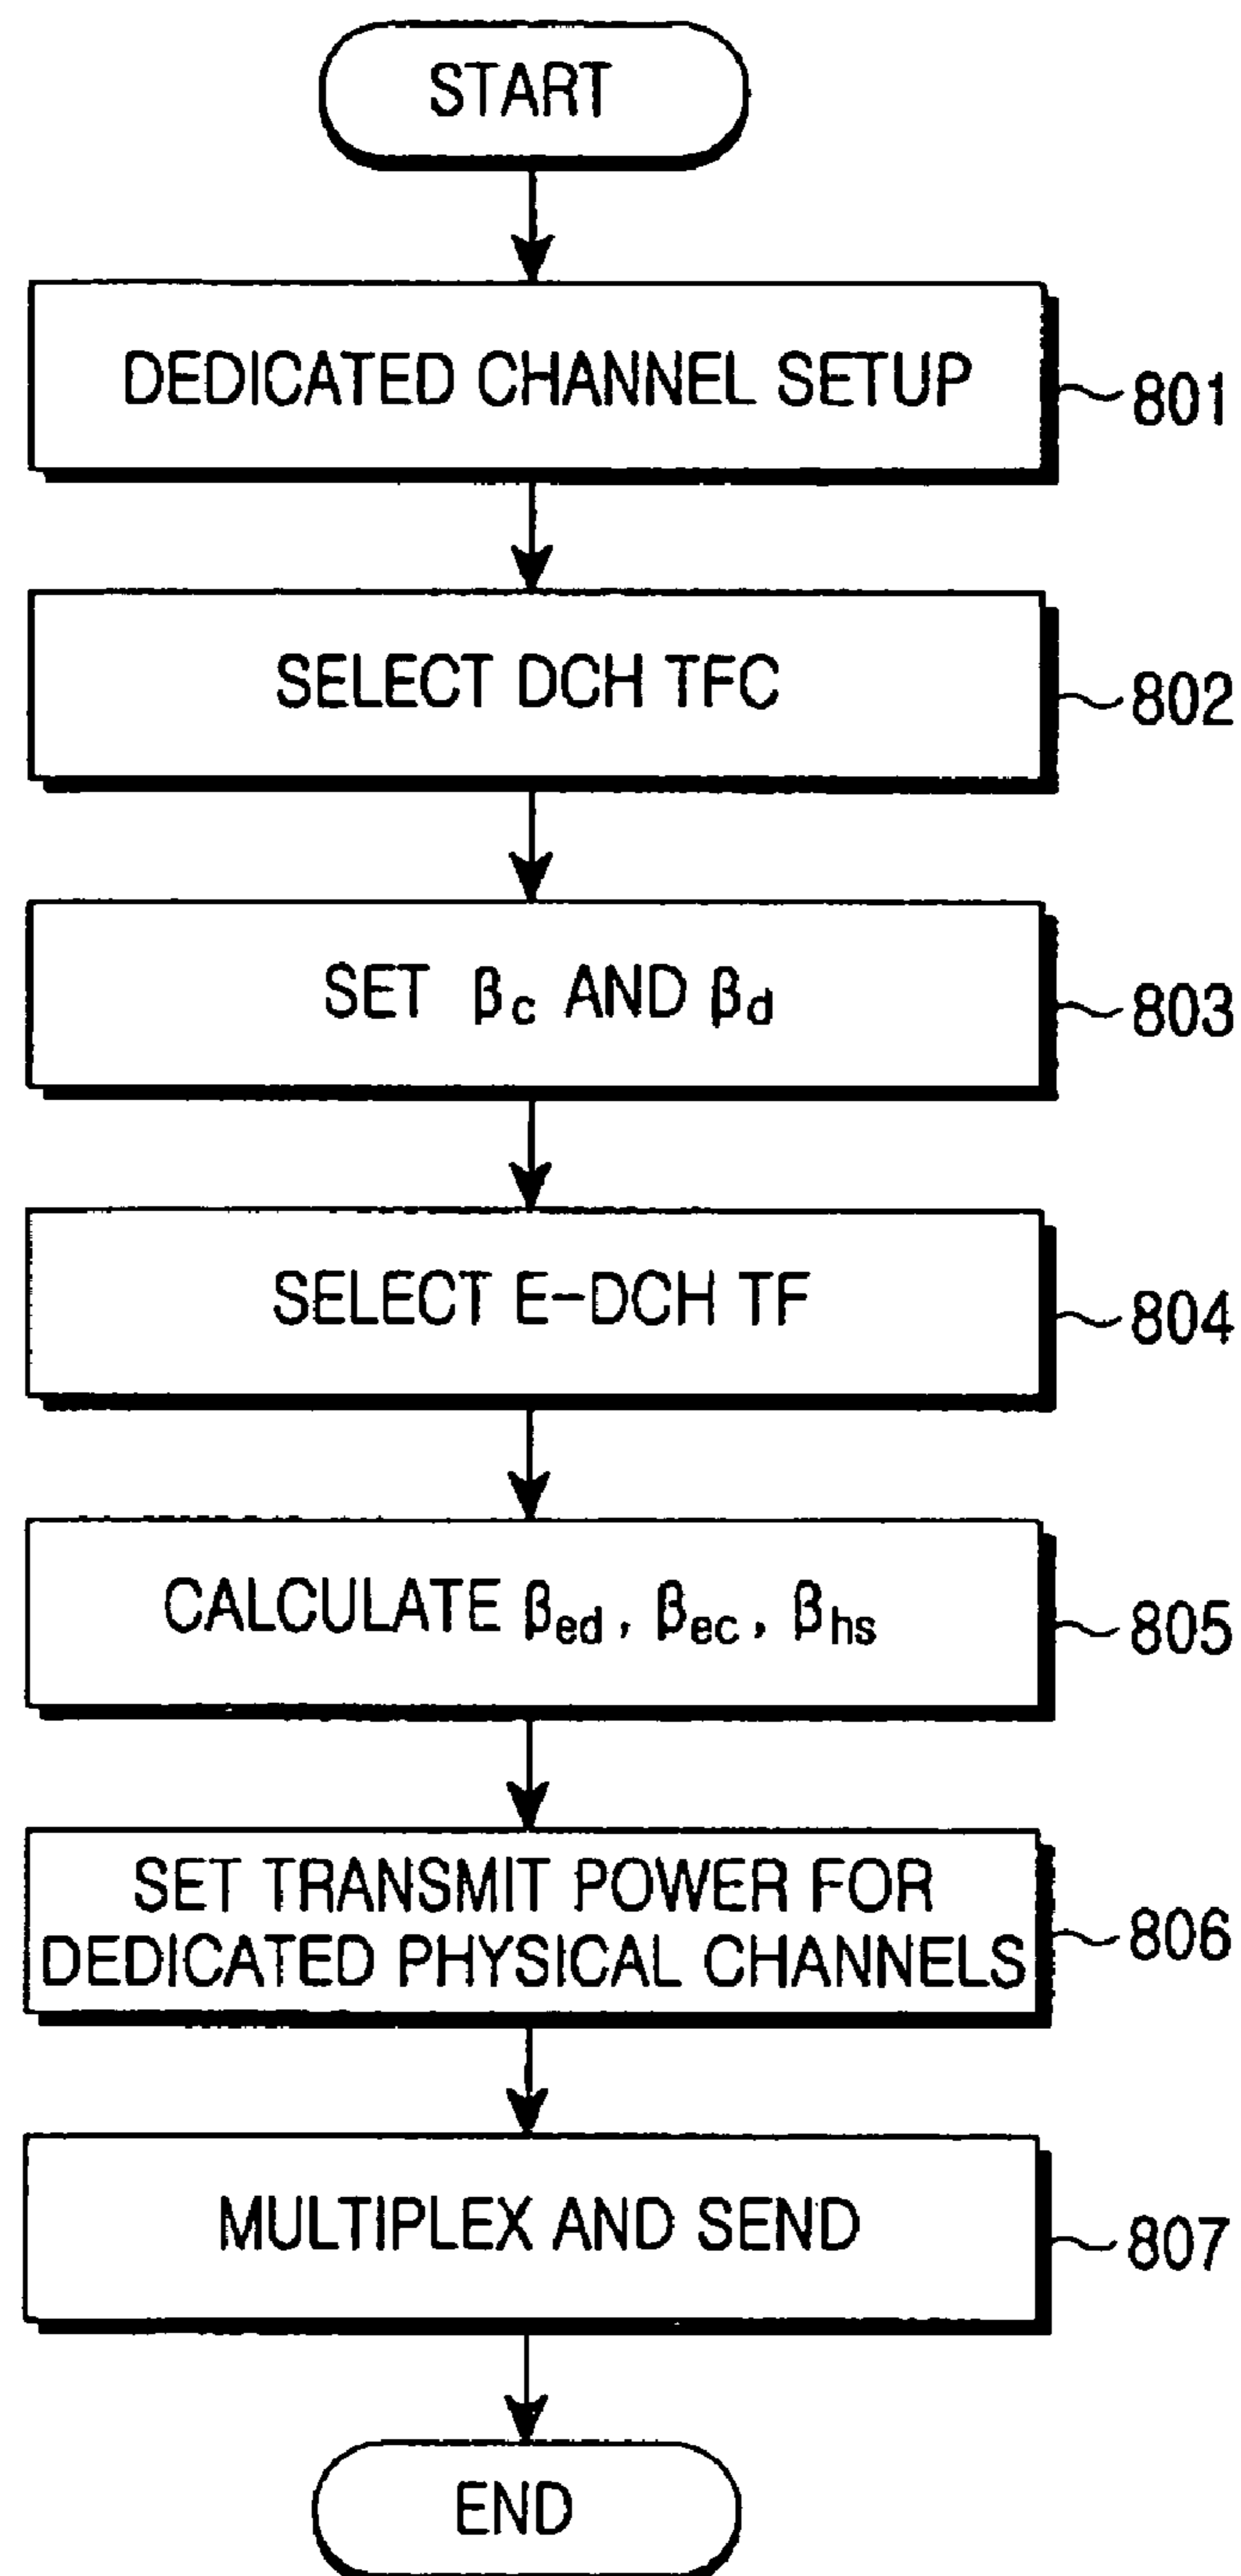 START
DEDICATED CHANNEL SETUP
801
SELECT DCH TFC
802
SET βc AND βd
803
SELECT E-DCH TF
804
CALCULATE βed, βec, βhs
805
SET TRANSMIT POWER FOR
DEDICATED PHYSICAL CHANNELS
806
MULTIPLEX AND SEND
807
END